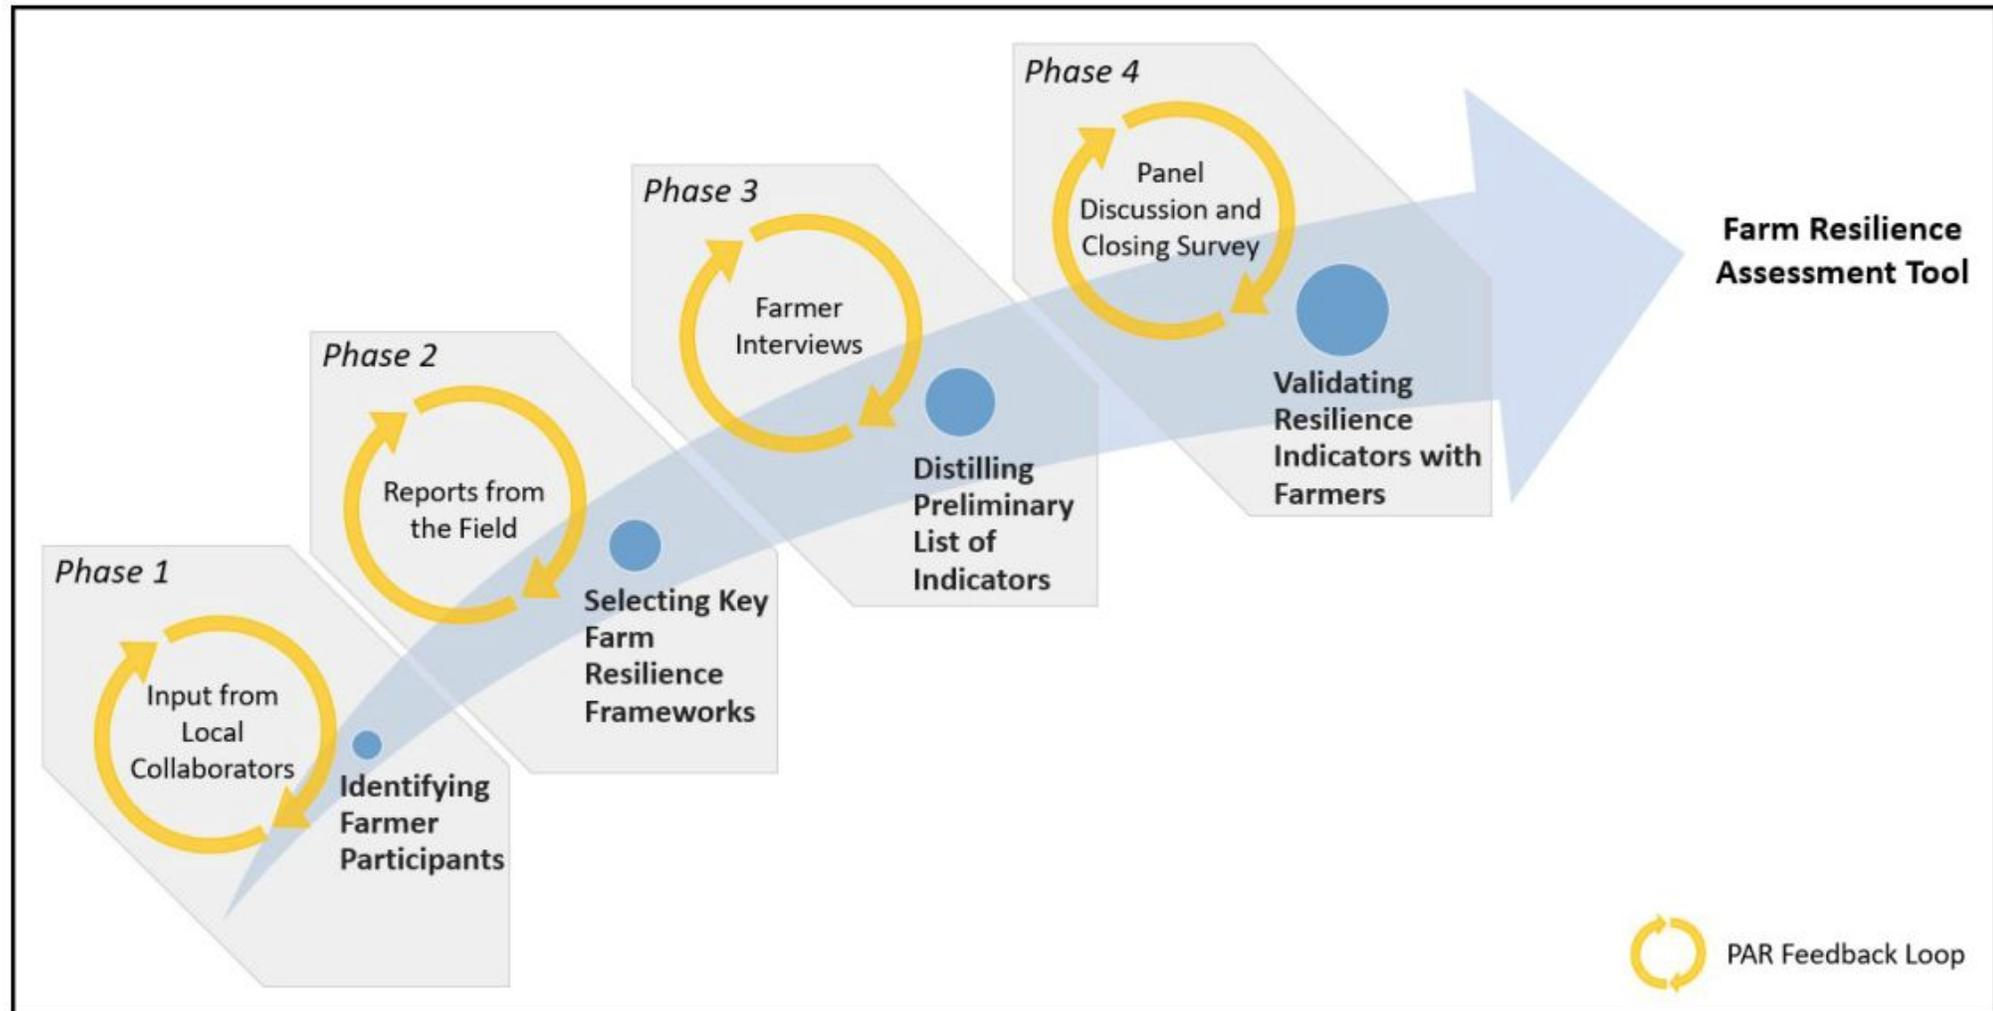 Phase 1
Input from
Local
Collaborators
Identifying
Farmer
Participants
Phase 2
Reports from
the Field
Selecting Key
Farm
Resilience
Frameworks
Phase 3
Farmer
Interviews
Distilling
Preliminary
List of
Indicators
Phase 4
Panel
Discussion and
Closing Survey
Validating
Resilience
Indicators with
Farmers
Farm Resilience
Assessment Tool
PAR Feedback Loop